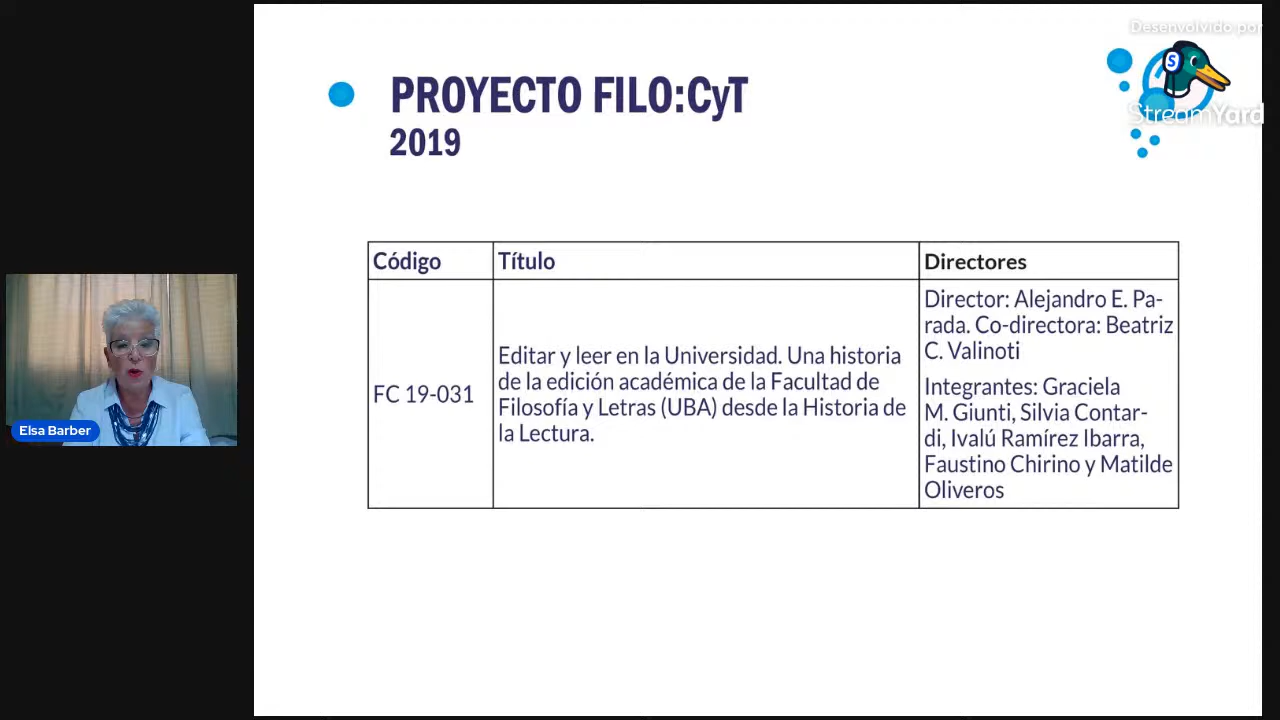 Desenvolvido por
StreamYard
PROYECTO FILO:CyT
2019
Código
Título
Directores
FC 19-031
Editar y leer en la Universidad. Una historia
de la edición académica de la Facultad de
Filosofía y Letras (UBA) desde la Historia de
la Lectura.
Director: Alejandro E. Pa-
rada. Co-directora: Beatriz
C. Valinoti
Integrantes: Graciela
M. Giunti, Silvia Contar-
di, Ivalú Ramírez Ibarra,
Faustino Chirino y Matilde
Oliveros
Elsa Barber